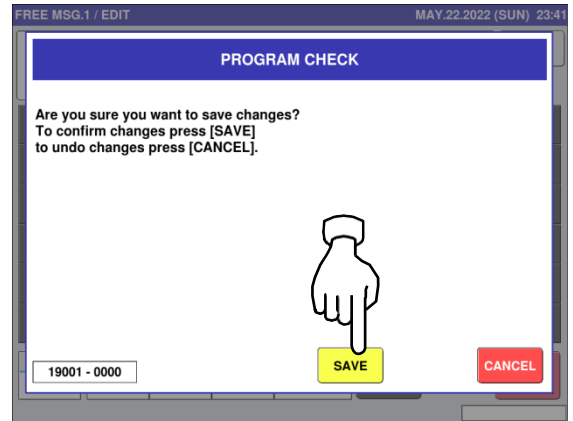 FREE MSG.1 / EDIT MAY.22.2022 (SUN) 23:41
PROGRAM CHECK
Are you sure you want to save changes?
To confirm changes press [SAVE]
to undo changes press [CANCEL].
19001 - 0000 SAVE CANCEL